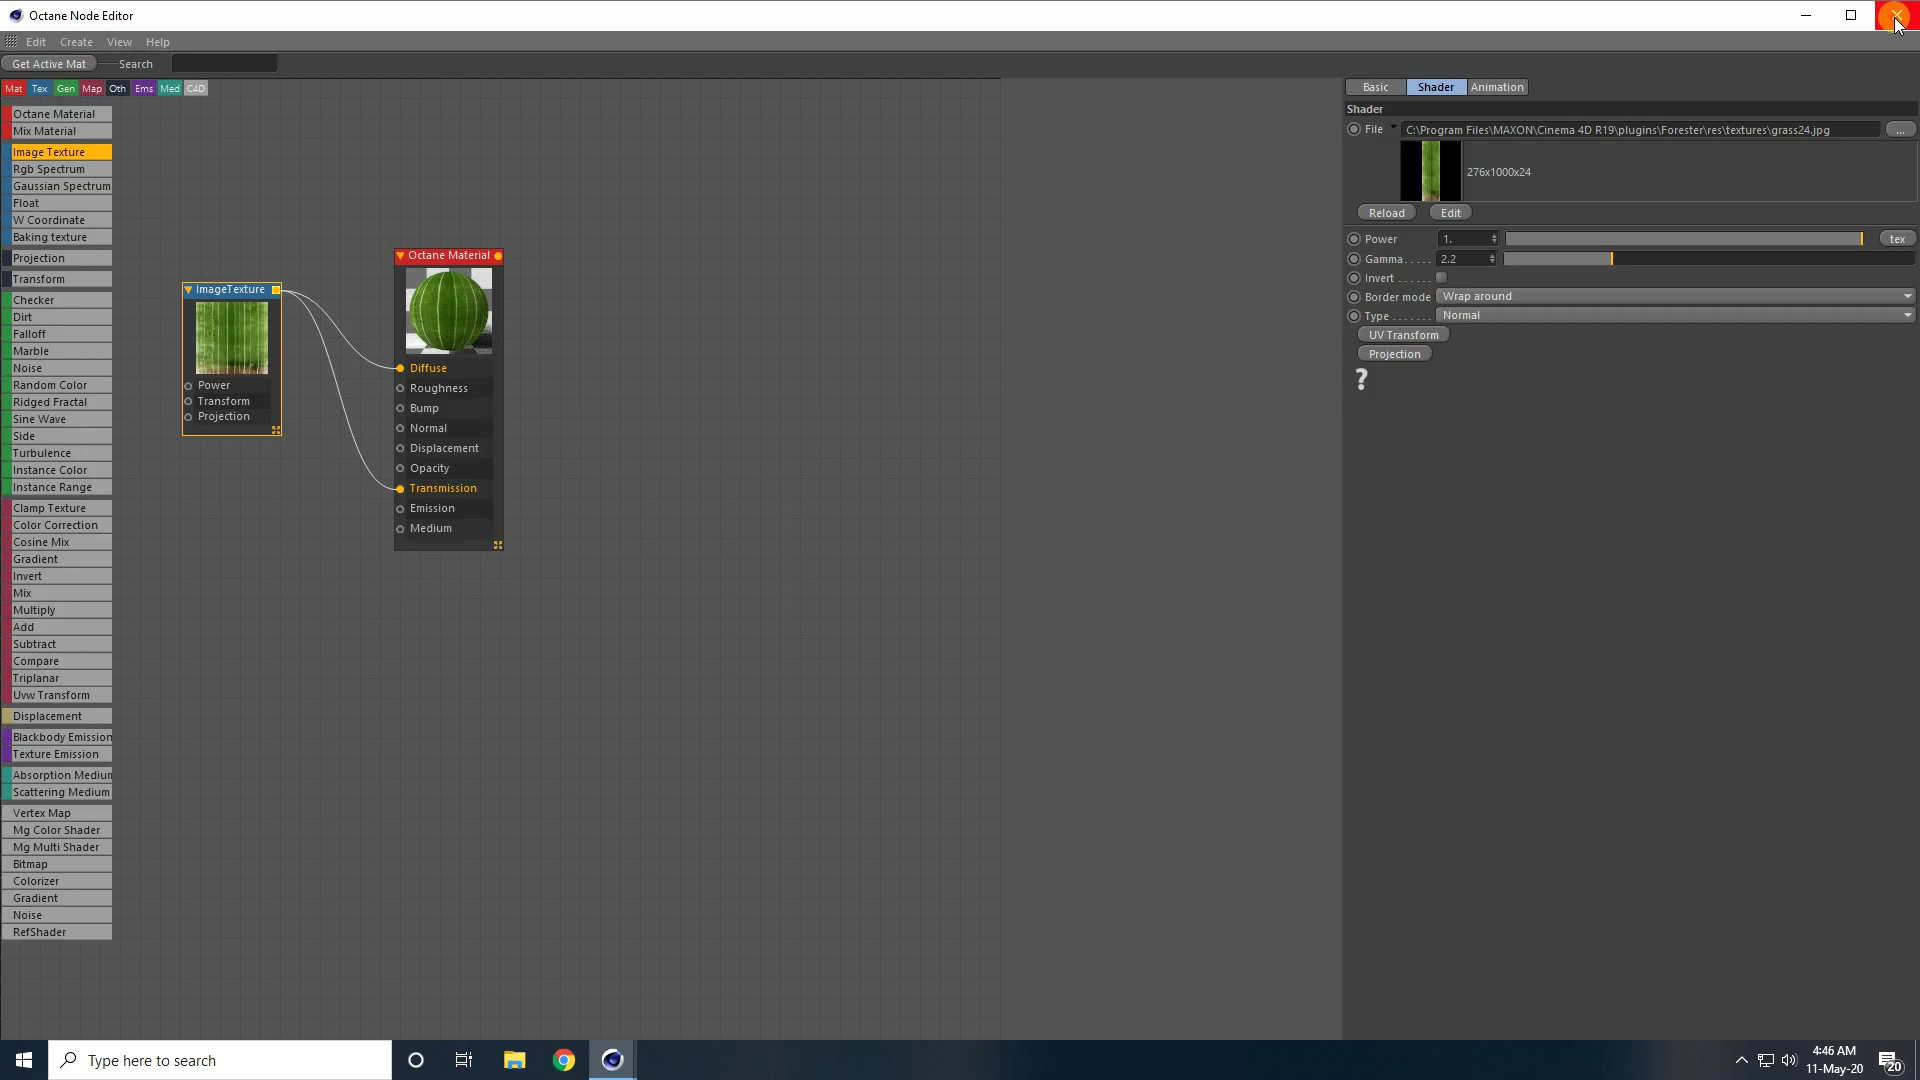 Octane Node Editor
Edit Create View Help
Get Active Mat Search
Mat Tex Gen Map Oth Ems Med C4D
Octane Material
Mix Material
Image Texture
Rgb Spectrum
Gaussian Spectrum
Float
W Coordinate
Baking texture
Projection
Transform
Checker
Dirt
Falloff
Marble
Noise
Random Color
Ridged Fractal
Sine Wave
Side
Turbulence
Instance Color
Instance Range
Clamp Texture
Color Correction
Cosine Mix
Gradient
Invert
Mix
Multiply
Add
Subtract
Compare
Triplanar
Uvw Transform
Displacement
Blackbody Emission
Texture Emission
Absorption Medium
Scattering Medium
Vertex Map
Mg Color Shader
Mg Multi Shader
Bitmap
Colorizer
Gradient
Noise
RefShader
ImageTexture
Power
Transform
Projection
Octane Material
Diffuse
Roughness
Bump
Normal
Displacement
Opacity
Transmission
Emission
Medium
Basic Shader Animation
Shader
File C:\Program Files\MAXON\Cinema 4D R19\plugins\Forester\res\textures\grass24.jpg ...
276x1000x24
Reload Edit
Power 1. tex
Gamma..... 2.2
Invert ......
Border mode Wrap around
Type ....... Normal
UV Transform
Projection
?
Type here to search
4:46 AM
11-May-20
20